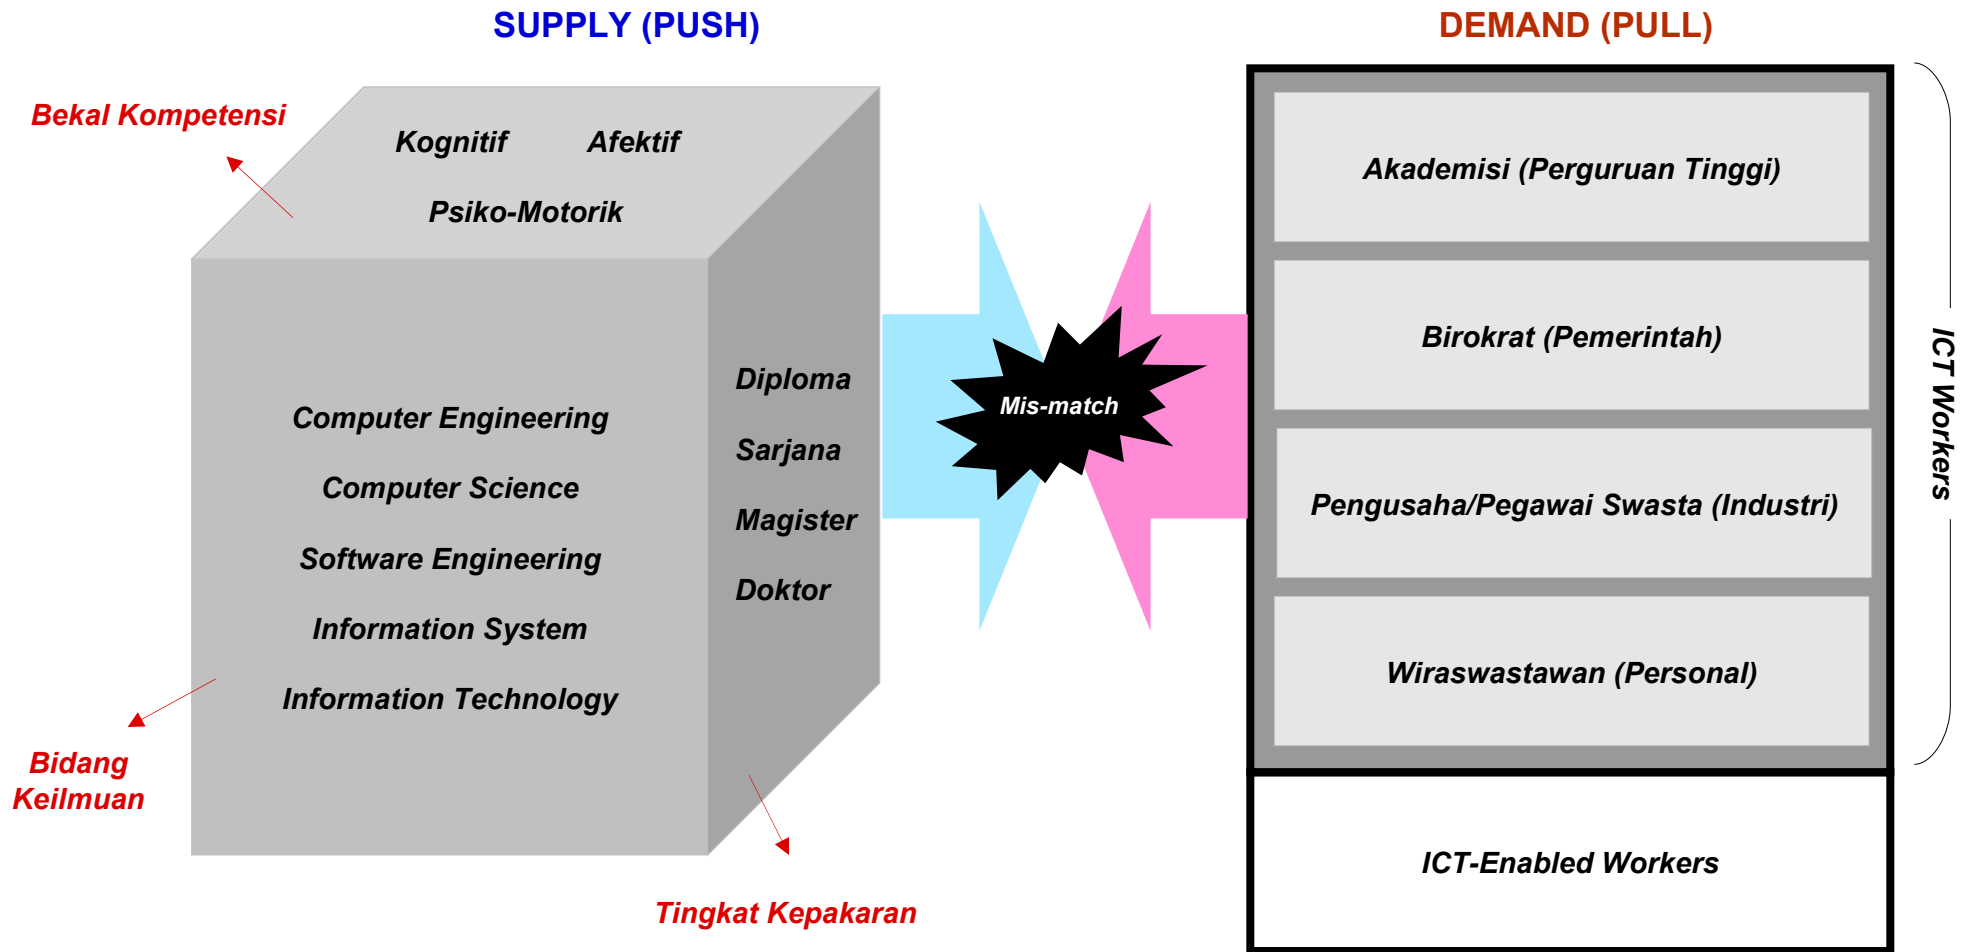 SUPPLY (PUSH)
DEMAND (PULL)
Bekal Kompetensi
Kognitif Afektif
Psiko-Motorik
Computer Engineering
Computer Science
Software Engineering
Information System
Information Technology
Diploma
Sarjana
Magister
Doktor
Bidang
Keilmuan
Tingkat Kepakaran
Mis-match
Akademisi (Perguruan Tinggi)
Birokrat (Pemerintah)
Pengusaha/Pegawai Swasta (Industri)
Wiraswastawan (Personal)
ICT Workers
ICT-Enabled Workers